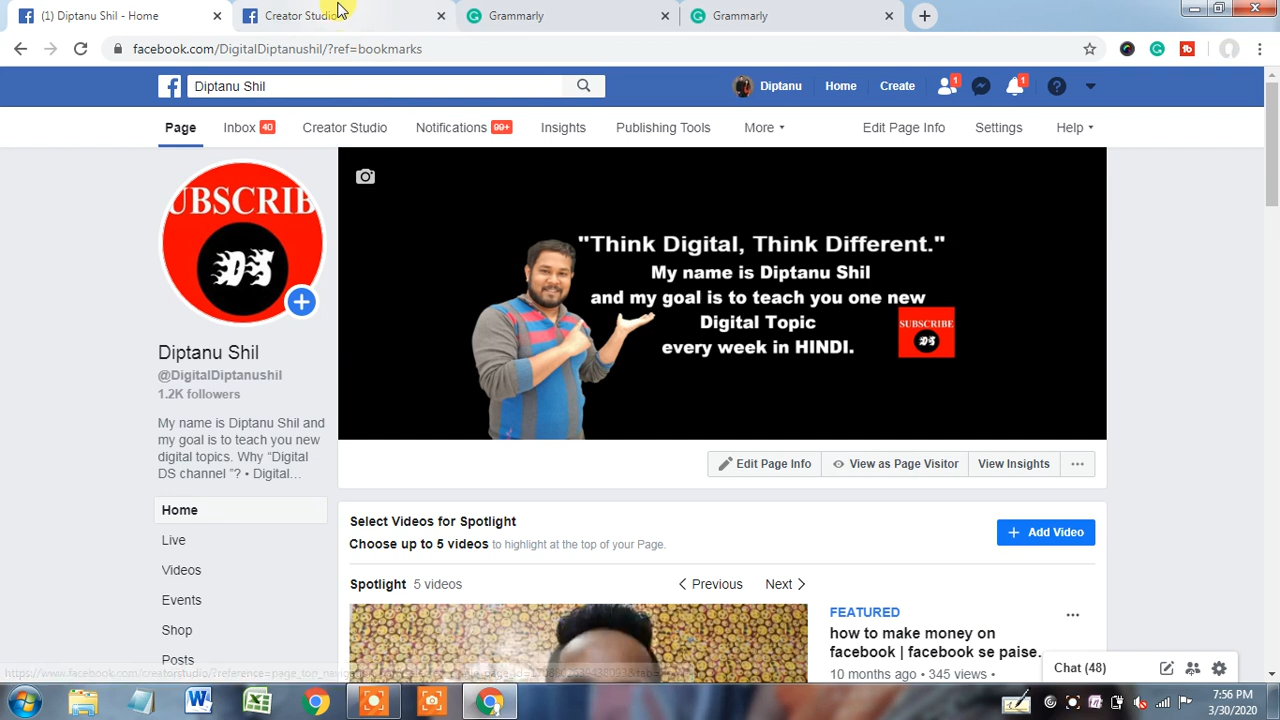 (1) Diptanu Shil - Home
Creator Studio
Grammarly
Grammarly
facebook.com/DigitalDiptanushil/?ref=bookmarks
Diptanu Shil
Diptanu
Home
Create
1
1
Page
Inbox 40
Creator Studio
Notifications 99+
Insights
Publishing Tools
More
Edit Page Info
Settings
Help
UBSCRIB
DS
"Think Digital, Think Different."
My name is Diptanu Shil
and my goal is to teach you one new
Digital Topic
every week in HINDI.
SUBSCRIBE
DS
Diptanu Shil
@DigitalDiptanushil
1.2K followers
My name is Diptanu Shil and
my goal is to teach you new
digital topics. Why “Digital
DS channel ”? • Digital…
Edit Page Info
View as Page Visitor
View Insights
Home
Live
Videos
Events
Shop
Posts
Select Videos for Spotlight
Choose up to 5 videos to highlight at the top of your Page.
+ Add Video
Spotlight 5 videos
Previous
Next
FEATURED
how to make money on
facebook | facebook se paise...
10 months ago · 345 views ·
Chat (48)
7:56 PM
3/30/2020